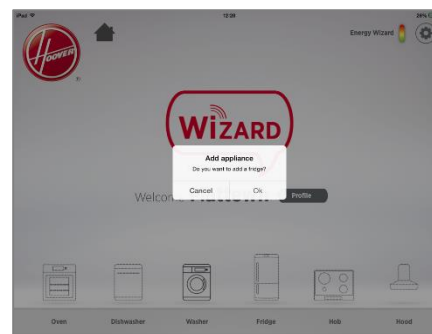 iPad
12:08
26%
HOOVER
®
Energy Wizard
WiZARD
Add appliance
Do you want to add a fridge?
Cancel
Ok
Welcome
Profile
Oven
Dishwasher
Washer
Fridge
Hob
Hood